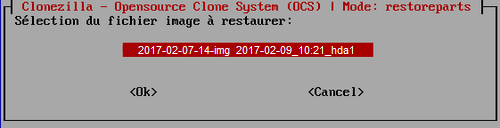 Clonezilla - Opensource Clone System (OCS) | Mode: restoreparts
Sélection du fichier image à restaurer:
2017-02-07-14-img 2017-02-09_10:21_hda1
<Ok> <Cancel>